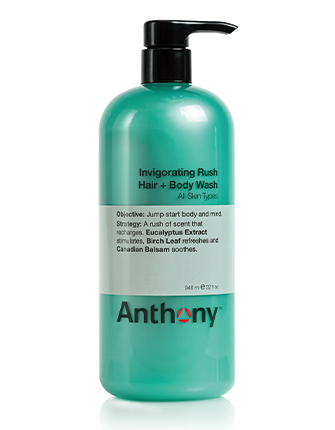 Invigorating Rush
Hair + Body Wash
All Skin Types
Objective: Jump start body and mind.
Strategy: A rush of scent that
recharges. Eucalyptus Extract
stimulates, Birch Leaf refreshes and
Canadian Balsam soothes.
946 ml ℮ 32 fl oz
Anthony™